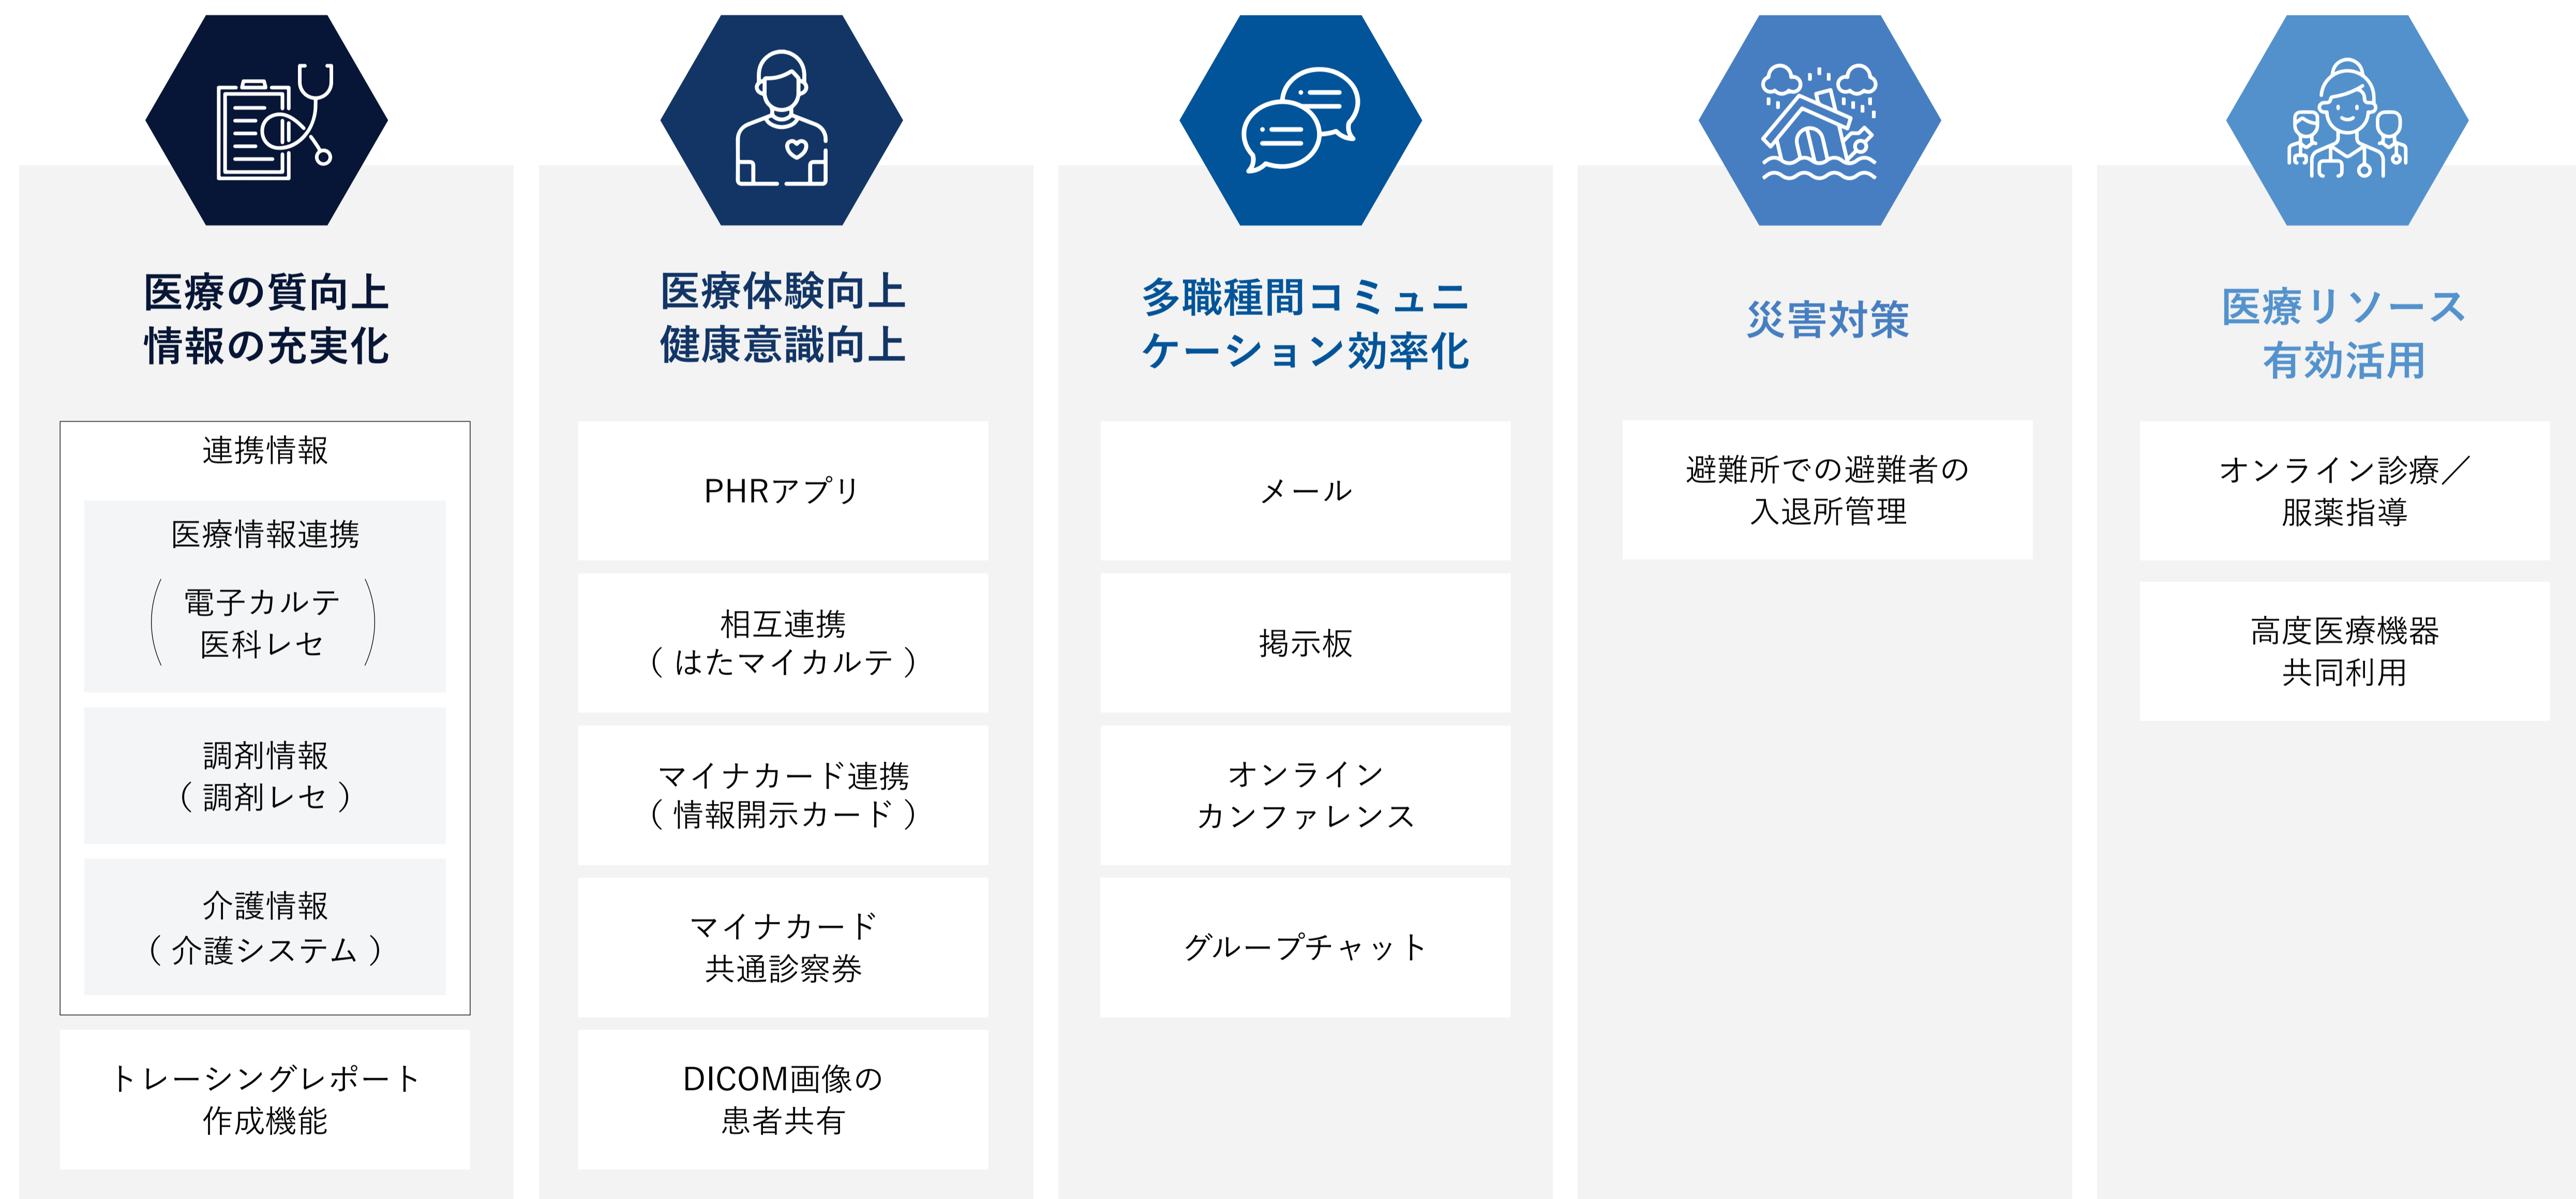 医療の質向上
情報の充実化
連携情報
医療情報連携
（電子カルテ
医科レセ）
調剤情報
（調剤レセ）
介護情報
（介護システム）
トレーシングレポート
作成機能
医療体験向上
健康意識向上
PHRアプリ
相互連携
（はたマイカルテ）
マイナカード連携
（情報開示カード）
マイナカード
共通診察券
DICOM画像の
患者共有
多職種間コミュニ
ケーション効率化
メール
掲示板
オンライン
カンファレンス
グループチャット
災害対策
避難所での避難者の
入退所管理
医療リソース
有効活用
オンライン診療／
服薬指導
高度医療機器
共同利用